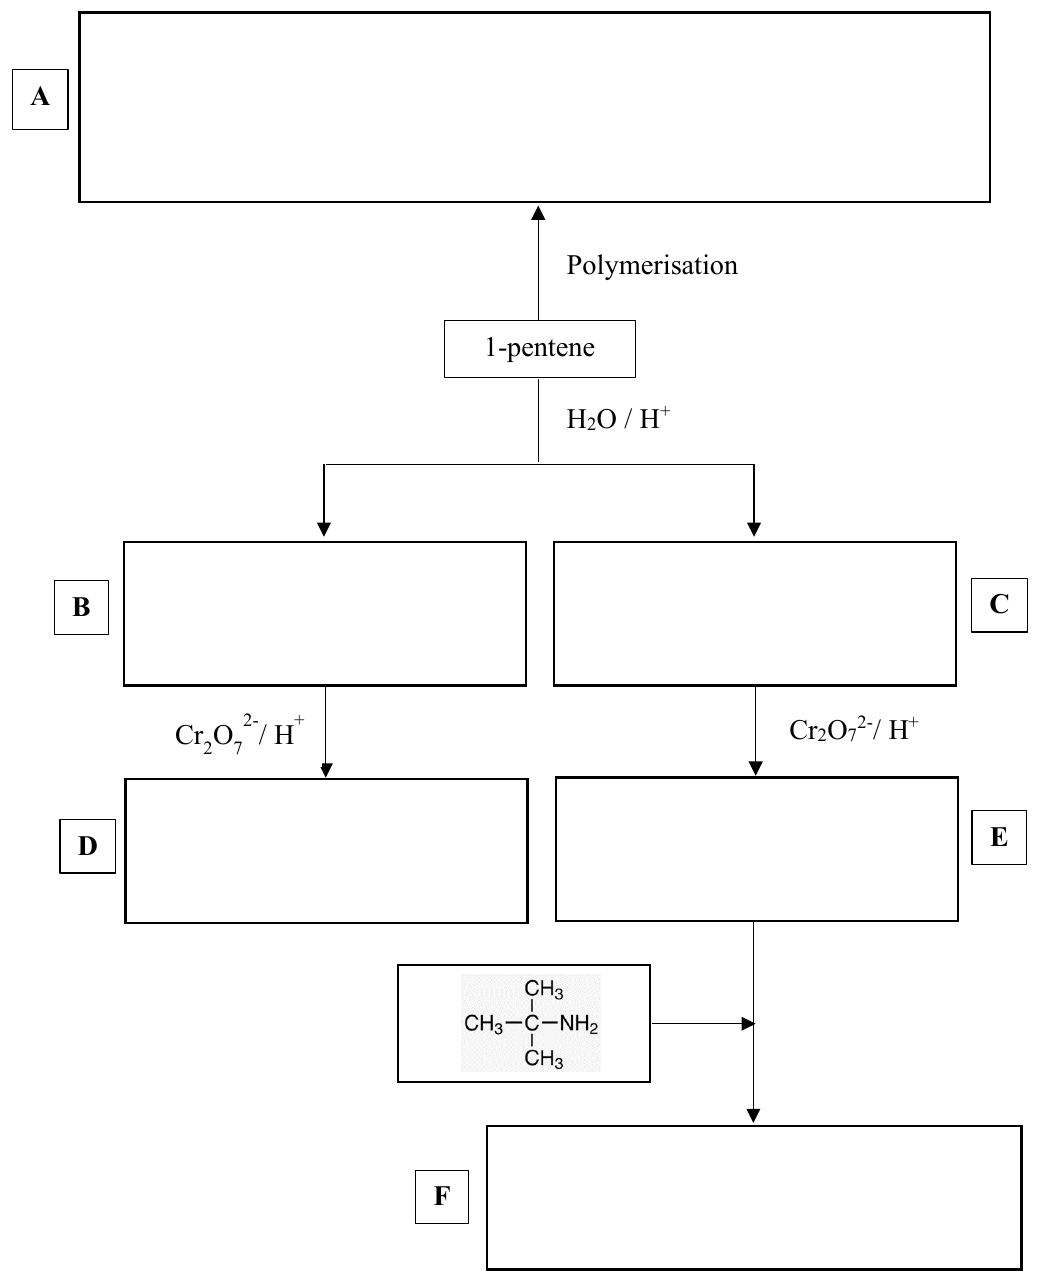 A
Polymerisation
1-pentene
H₂O / H⁺
B
C
Cr₂O₇²⁻/ H⁺
Cr₂O₇²⁻/ H⁺
D
E
CH₃
CH₃—C—NH₂
CH₃
F